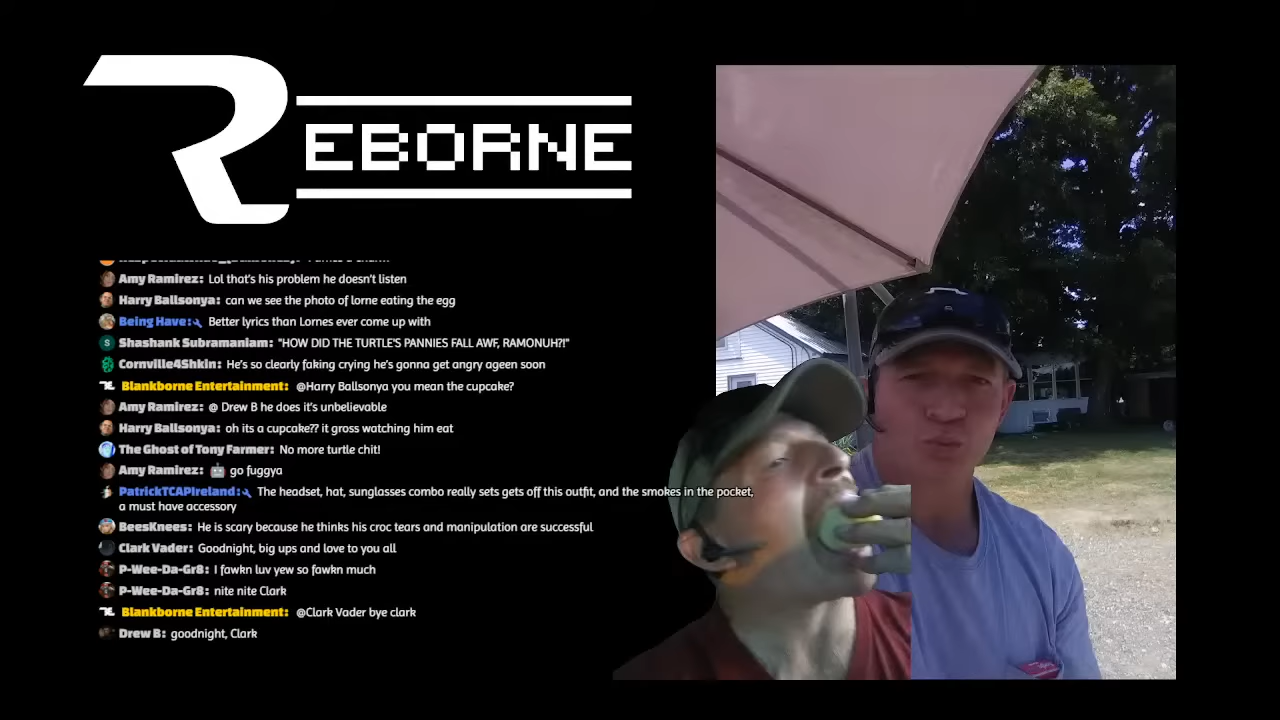 REBORNE
Amy Ramirez: Lol that's his problem he doesn't listen
Harry Ballsonya: can we see the photo of lorne eating the egg
Being Have: Better lyrics than Lornes ever come up with
S Shashank Subramaniam: "HOW DID THE TURTLE'S PANNIES FALL AWF, RAMONUH?!"
Cornville4Shkin: He's so clearly faking crying he's gonna get angry ageen soon
Blankborne Entertainment: @Harry Ballsonya you mean the cupcake?
Amy Ramirez: @ Drew B he does it's unbelievable
Harry Ballsonya: oh its a cupcake?? it gross watching him eat
The Ghost of Tony Farmer: No more turtle chit!
Amy Ramirez: 🤖 go fuggya
PatrickTCAPIreland: The headset, hat, sunglasses combo really sets gets off this outfit, and the smokes in the pocket,
a must have accessory
BeesKnees: He is scary because he thinks his croc tears and manipulation are successful
Clark Vader: Goodnight, big ups and love to you all
P-Wee-Da-Gr8: I fawkn luv yew so fawkn much
P-Wee-Da-Gr8: nite nite Clark
Blankborne Entertainment: @Clark Vader bye clark
Drew B: goodnight, Clark